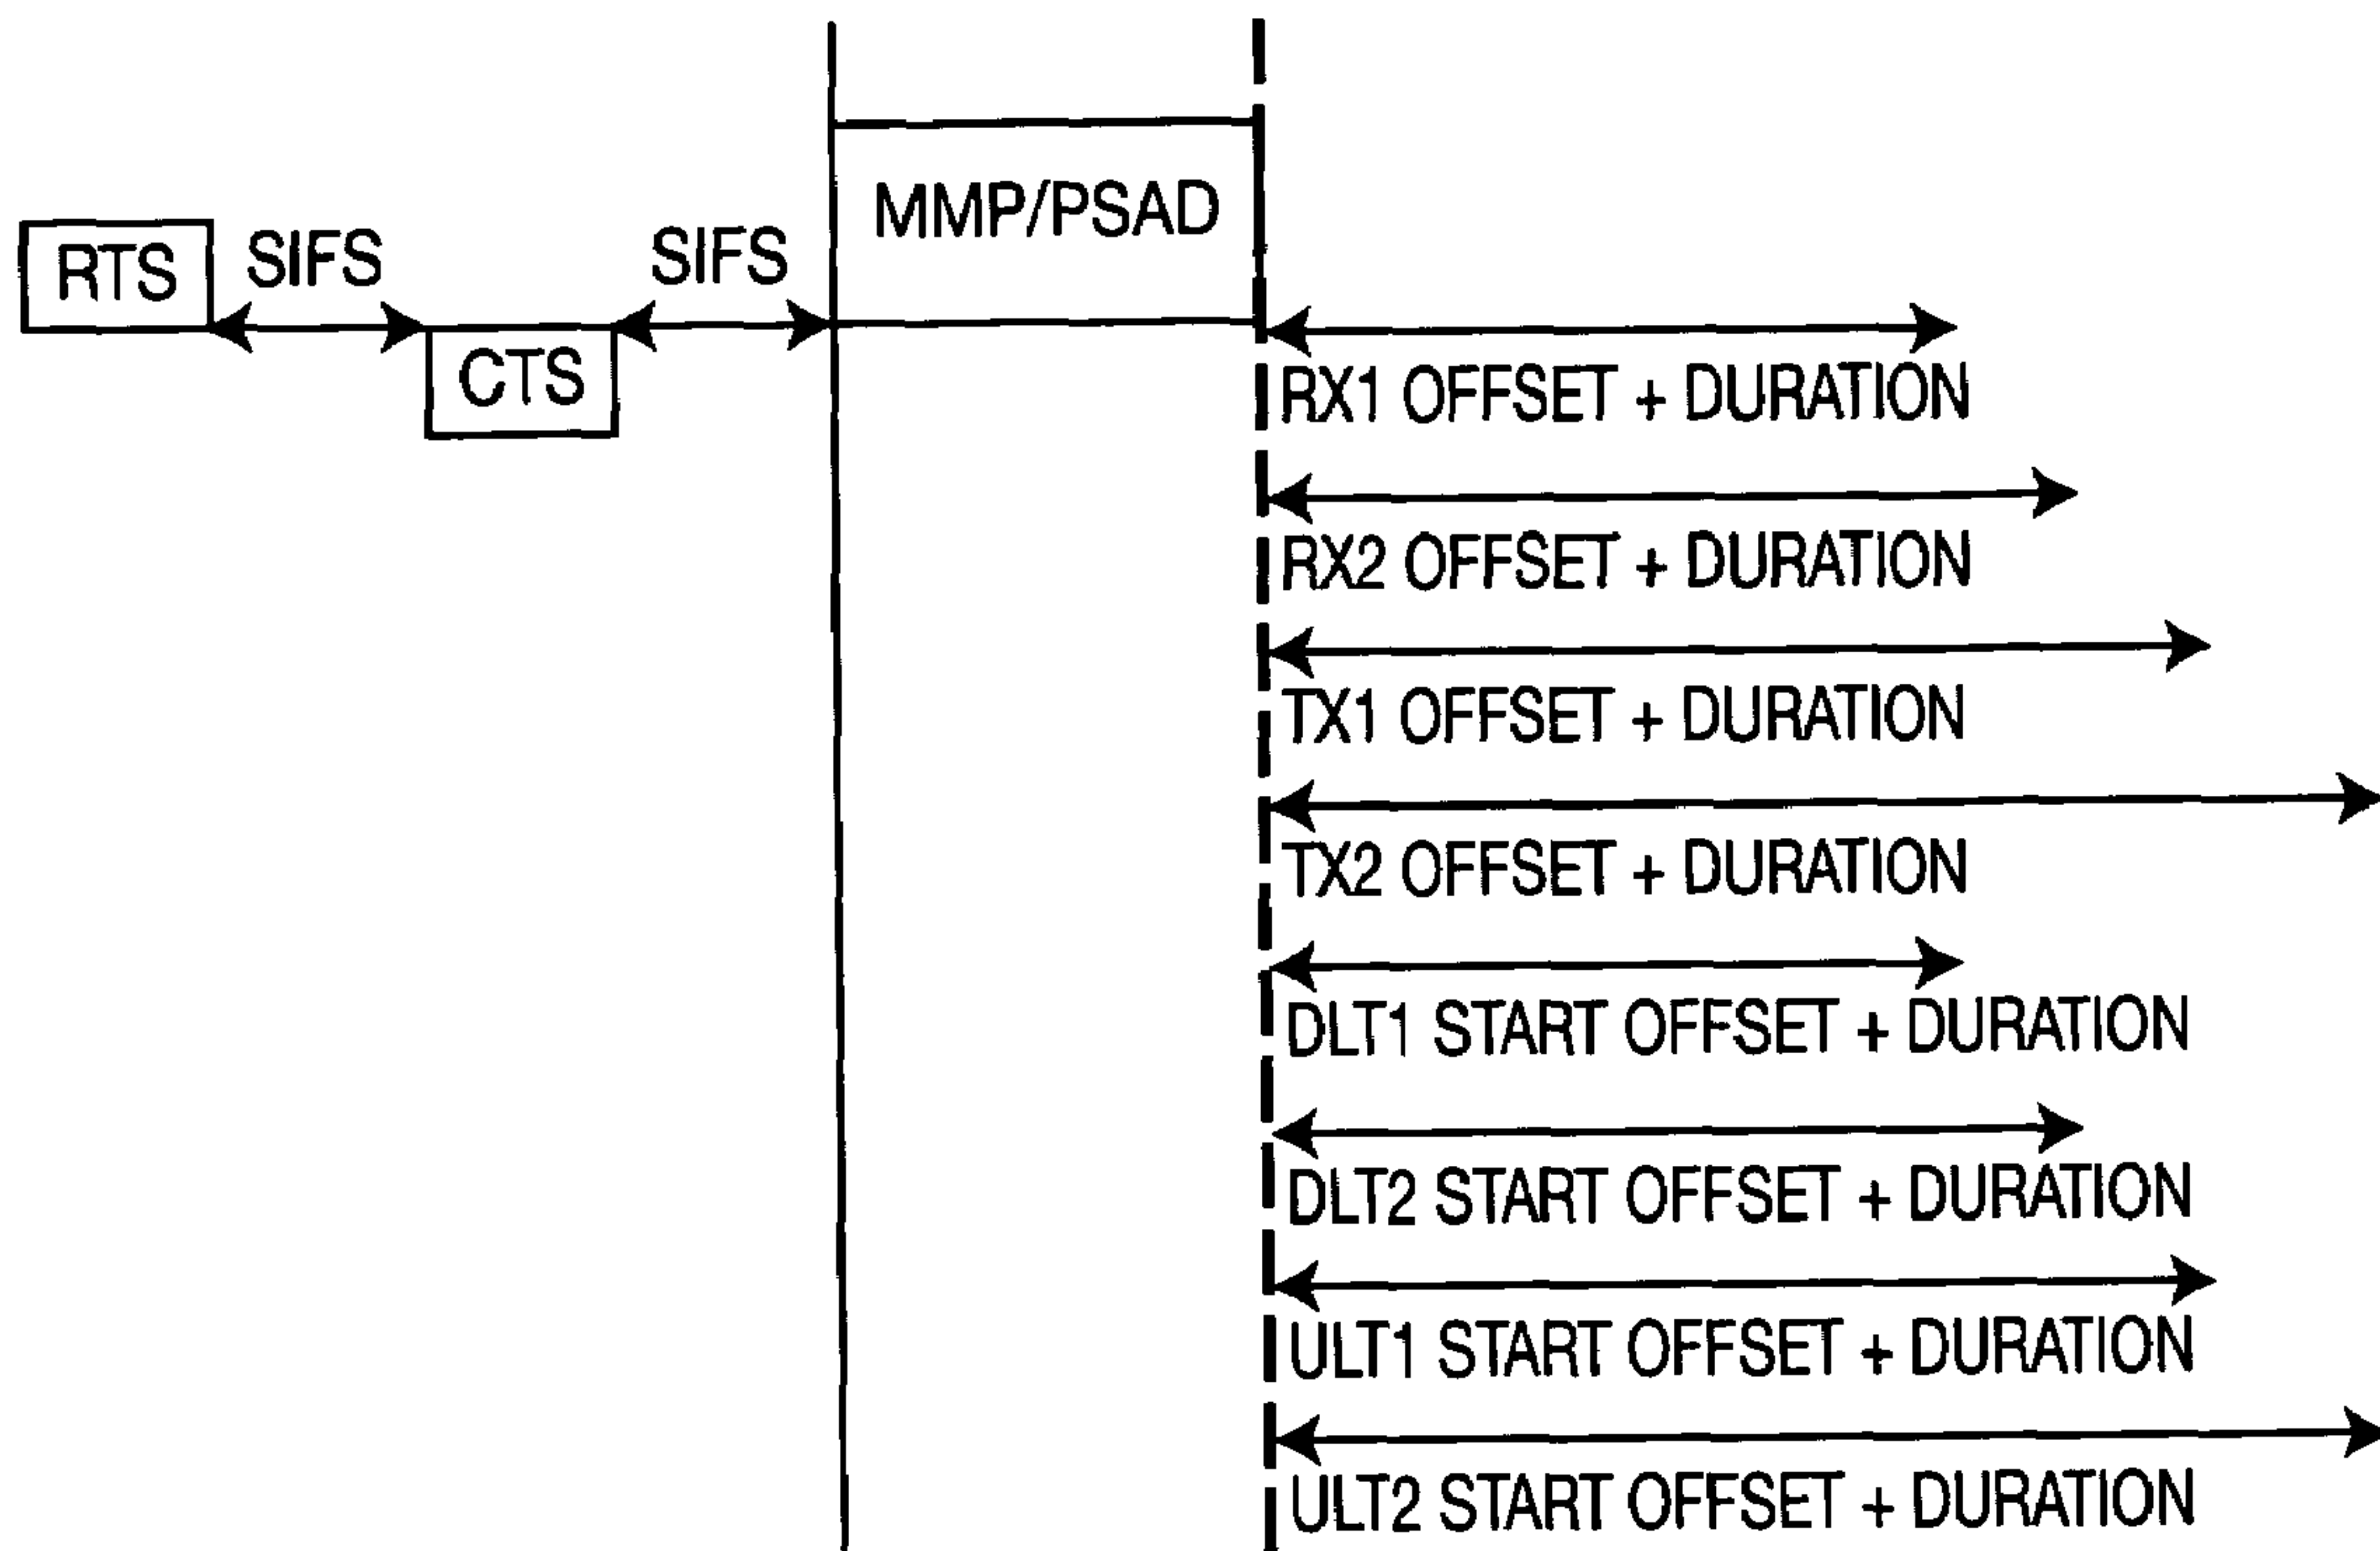 MMP/PSAD
RTS
SIFS
SIFS
CTS
RX1 OFFSET + DURATION
RX2 OFFSET + DURATION
TX1 OFFSET + DURATION
TX2 OFFSET + DURATION
DLT1 START OFFSET + DURATION
DLT2 START OFFSET + DURATION
ULT1 START OFFSET + DURATION
ULT2 START OFFSET + DURATION